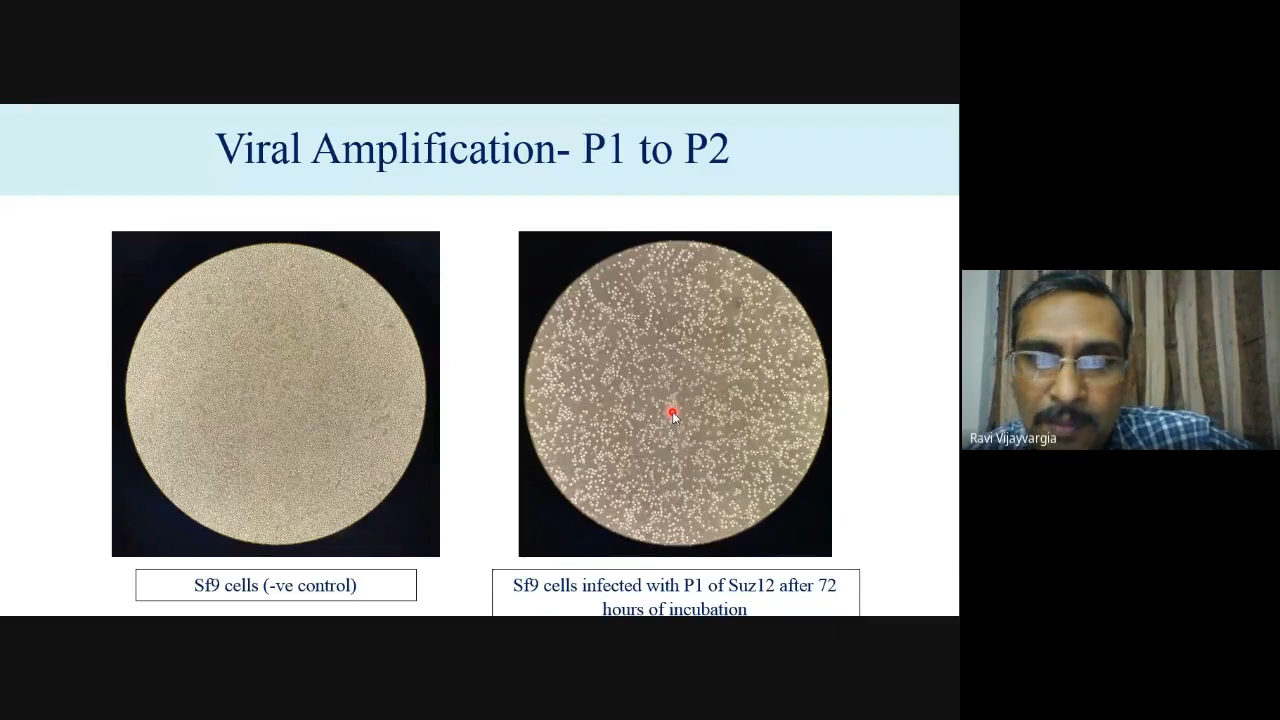 Viral Amplification- P1 to P2
Sf9 cells (-ve control)
Sf9 cells infected with P1 of Suz12 after 72
hours of incubation
Ravi Vijayvargia